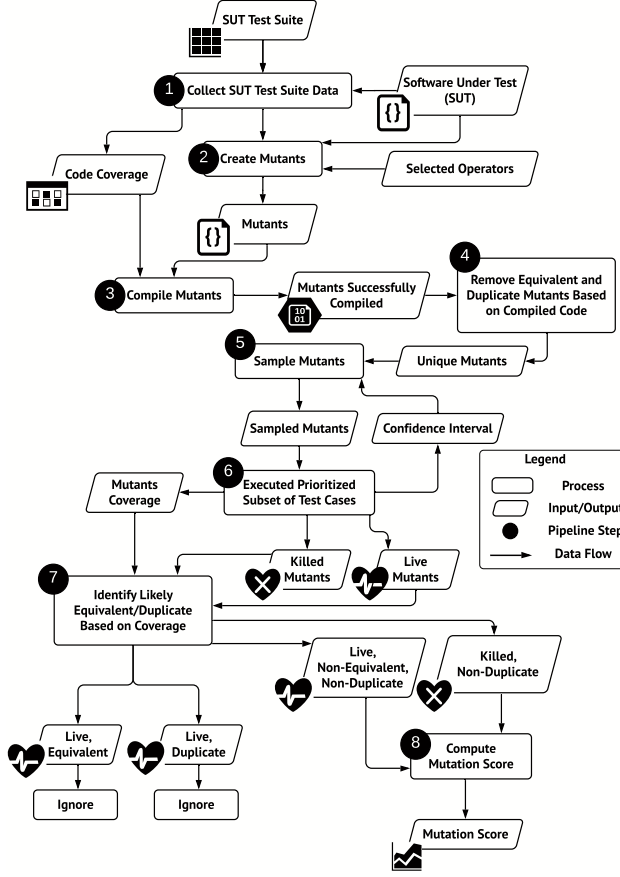 SUT Test Suite
1
Collect SUT Test Suite Data
Software Under Test
(SUT)
{}
2
Create Mutants
Selected Operators
Code Coverage
{}
Mutants
3
Compile Mutants
Mutants Successfully
Compiled
10
01
4
Remove Equivalent and
Duplicate Mutants Based
on Compiled Code
5
Sample Mutants
Unique Mutants
Sampled Mutants
Confidence Interval
6
Executed Prioritized
Subset of Test Cases
Mutants
Coverage
Legend
Process
Input/Output
Pipeline Step
Data Flow
Killed
Mutants
Live
Mutants
7
Identify Likely
Equivalent/Duplicate
Based on Coverage
Live,
Non-Equivalent,
Non-Duplicate
Killed,
Non-Duplicate
Live,
Equivalent
Live,
Duplicate
8
Compute
Mutation Score
Ignore
Ignore
Mutation Score